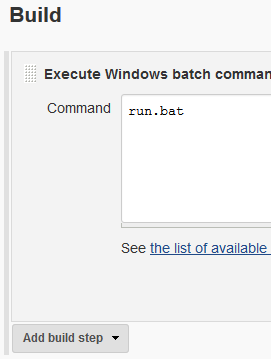 Build
Execute Windows batch comman
Command
run.bat
See the list of available
Add build step